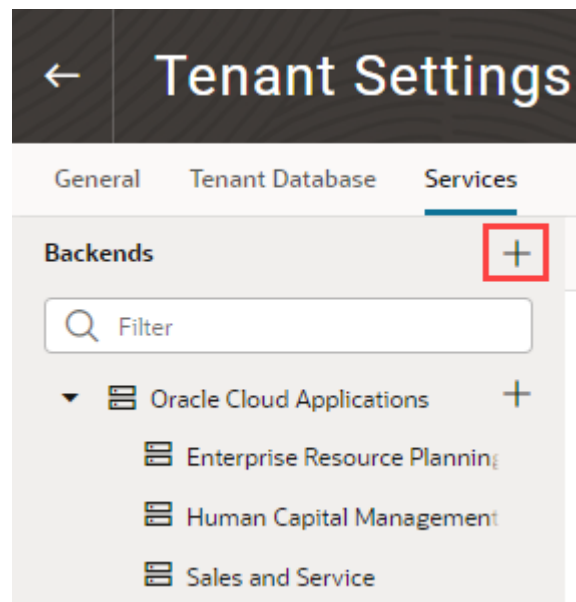 Tenant Settings
General Tenant Database Services
Backends
Filter
Oracle Cloud Applications
Enterprise Resource Planning
Human Capital Management
Sales and Service